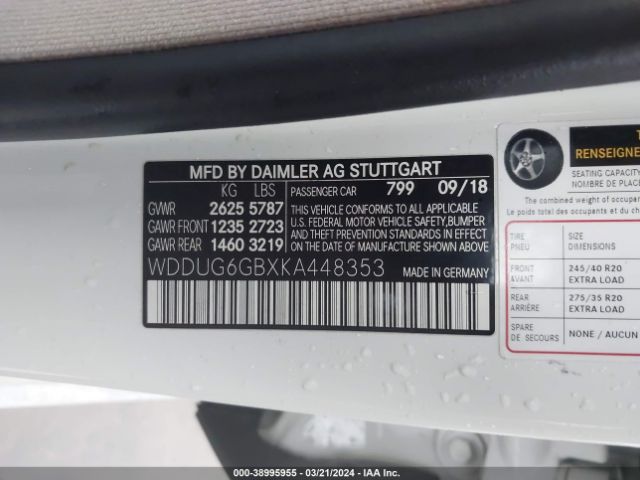 MFD BY DAIMLER AG STUTTGART
KG LBS PASSENGER CAR 799 09/18
GVWR 2625 5787
GAWR FRONT 1235 2723
GAWR REAR 1460 3219
THIS VEHICLE CONFORMS TO ALL APPLICABLE
U.S. FEDERAL MOTOR VEHICLE SAFETY, BUMPER
AND THEFT PREVENTION STANDARDS IN
EFFECT ON THE DATE OF MANUFACTURE
SHOWN ABOVE.
WDDUG6GBXKA448353 MADE IN GERMANY
RENSEIGNE
SEATING CAPACITY
NOMBRE DE PLACE
The combined weight of occupa
Le poids total des occupants et du
TIRE SIZE
PNEU DIMENSIONS
FRONT 245/40 R20
AVANT EXTRA LOAD
REAR 275/35 R20
ARRIÈRE EXTRA LOAD
SPARE NONE / AUCUN
DE SECOURS
000-38995955 - 03/21/2024 - IAAI.COM